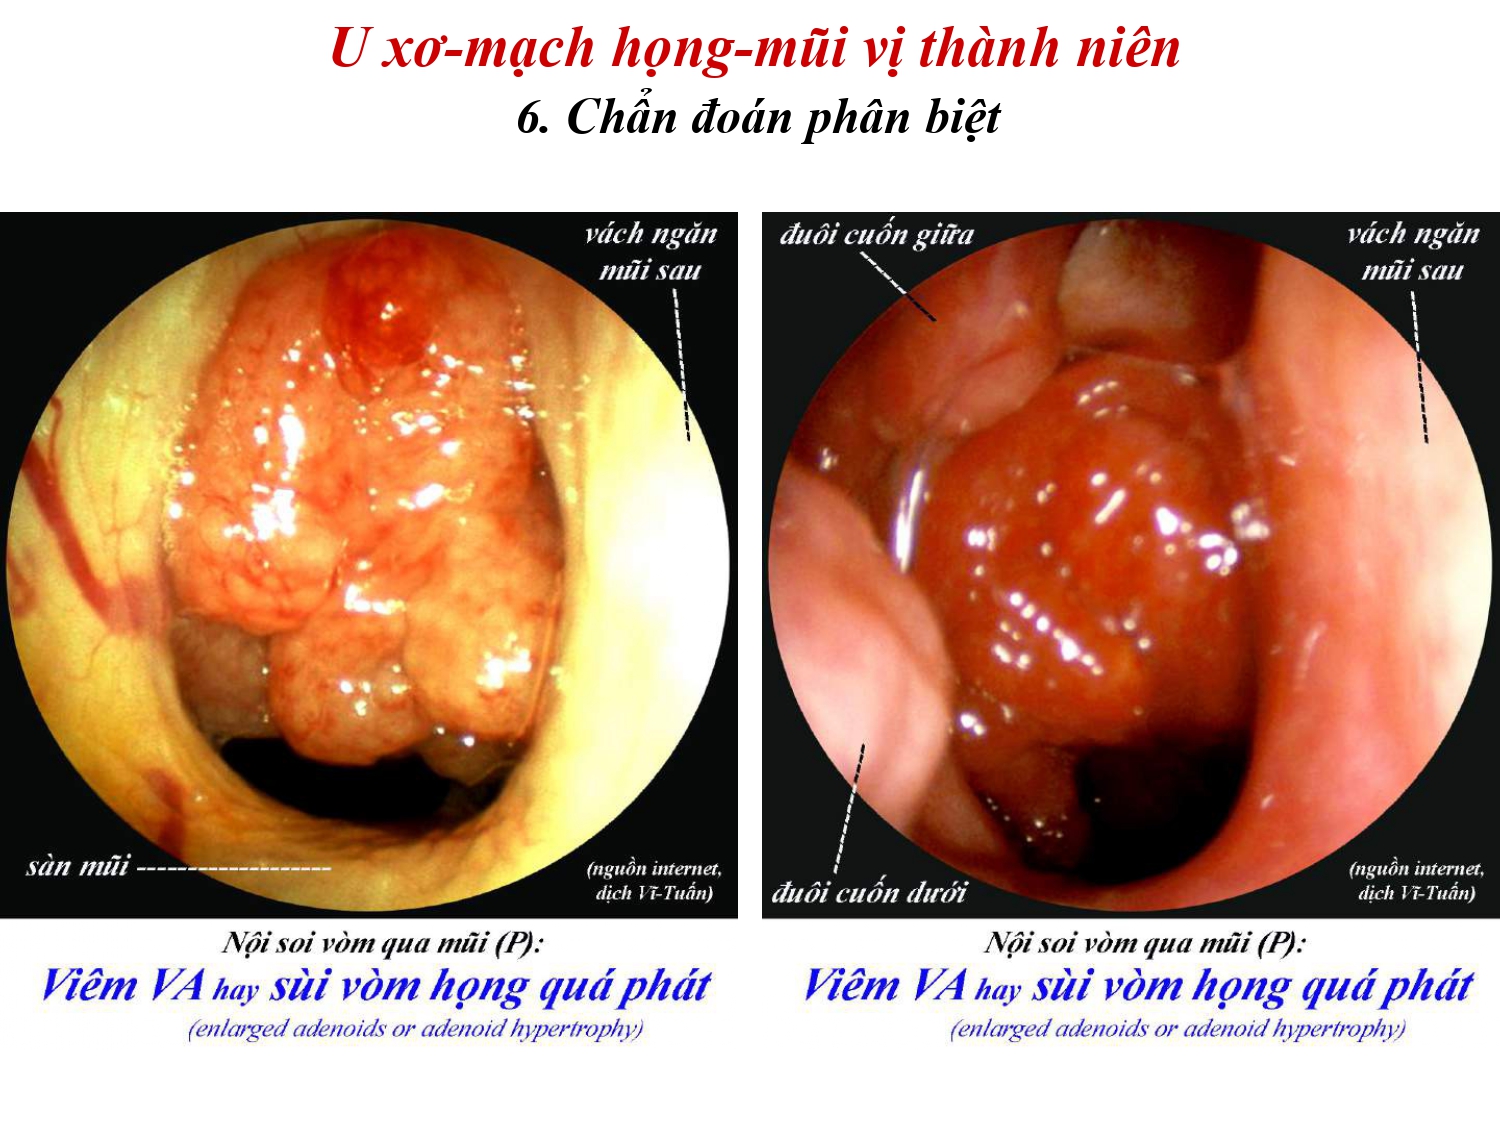 U xơ-mạch họng-mũi vị thành niên
6. Chẩn đoán phân biệt
vách ngăn
mũi sau
sàn mũi
(nguồn internet,
dịch Vĩ-Tuấn)
Nội soi vòm qua mũi (P):
Viêm VA hay sùi vòm họng quá phát
(enlarged adenoids or adenoid hypertrophy)
đuôi cuốn giữa
vách ngăn
mũi sau
đuôi cuốn dưới
(nguồn internet,
dịch Vĩ-Tuấn)
Nội soi vòm qua mũi (P):
Viêm VA hay sùi vòm họng quá phát
(enlarged adenoids or adenoid hypertrophy)